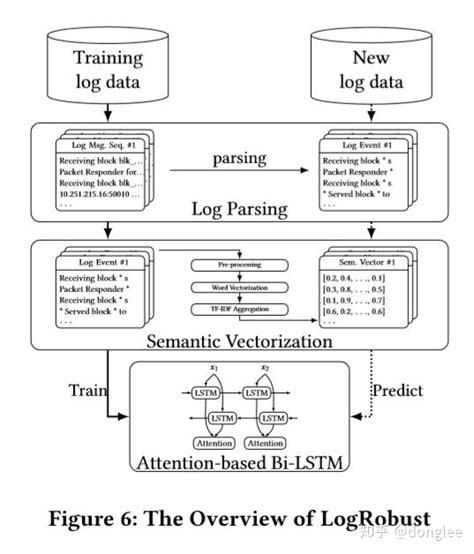 Training
log data
New
log data
Log Msg. Seq. #1
Receiving block blk_...
Packet Responder for...
Receiving block blk_...
10.251.215.16:50010 ...
. . .
parsing
Log Event #1
Receiving block * s
Packet Responder *
Receiving block * s
* Served block * to
. . .
Log Parsing
Log Event #1
Receiving block * s
Packet Responder *
Receiving block * s
* Served block * to
. . .
Pre-processing
Word Vectorization
TF-IDF Aggregation
Sem. Vector #1
[0.2, 0.4, . . ., 0.1]
[0.3, 0.8, . . ., 0.5]
[0.1, 0.9, . . ., 0.7]
[0.6, 0.2, . . ., 0.6]
. . .
Semantic Vectorization
Train
Predict
x₁ x₂
LSTM LSTM
LSTM LSTM
Attention Attention
Attention-based Bi-LSTM
Figure 6: The Overview of LogRobust
知乎 @donglee